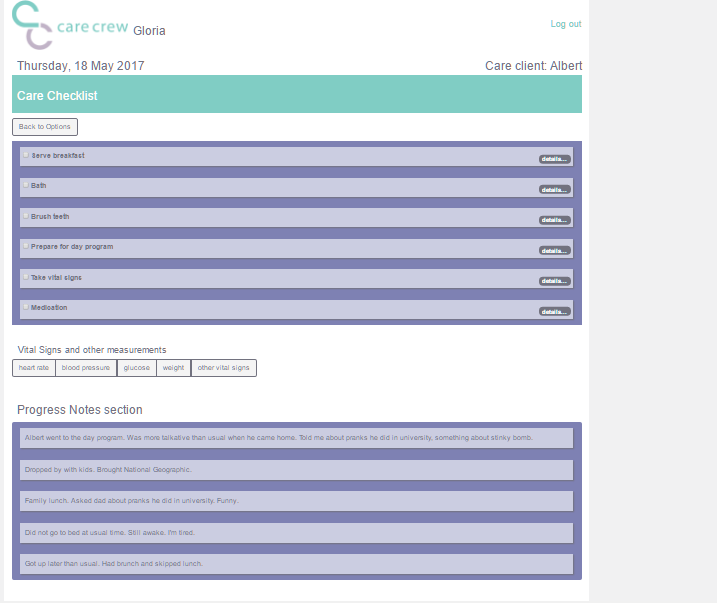 care crew Gloria
Log out
Thursday, 18 May 2017
Care client: Albert
Care Checklist
Back to Options
Serve breakfast
details...
Bath
details...
Brush teeth
details...
Prepare for day program
details...
Take vital signs
details...
Medication
details...
Vital Signs and other measurements
heart rate
blood pressure
glucose
weight
other vital signs
Progress Notes section
Albert went to the day program. Was more talkative than usual when he came home. Told me about pranks he did in university, something about stinky bomb.
Dropped by with kids. Brought National Geographic.
Family lunch. Asked dad about pranks he did in university. Funny.
Did not go to bed at usual time. Still awake. I'm tired.
Got up later than usual. Had brunch and skipped lunch.